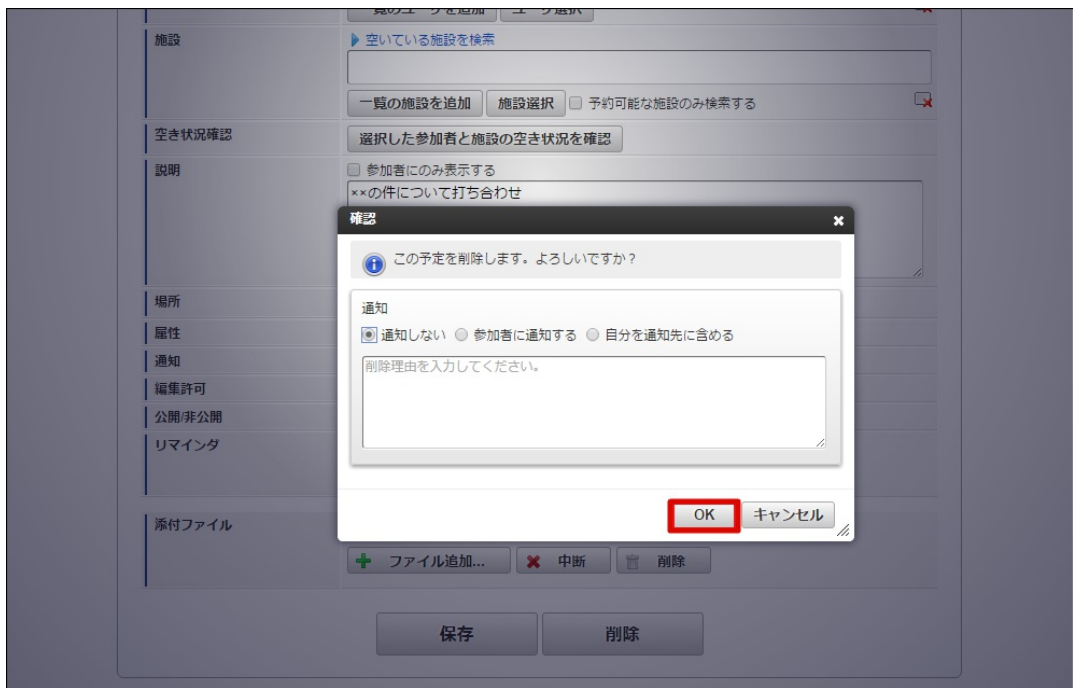 一覧のユーザを追加 ユーザ選択
施設
空いている施設を検索
一覧の施設を追加 施設選択 予約可能な施設のみ検索する
空き状況確認
選択した参加者と施設の空き状況を確認
説明
参加者にのみ表示する
××の件について打ち合わせ
確認
この予定を削除します。よろしいですか？
通知
通知しない 参加者に通知する 自分を通知先に含める
削除理由を入力してください。
OK キャンセル
場所
属性
通知
編集許可
公開/非公開
リマインダ
添付ファイル
ファイル追加... 中断 削除
保存 削除